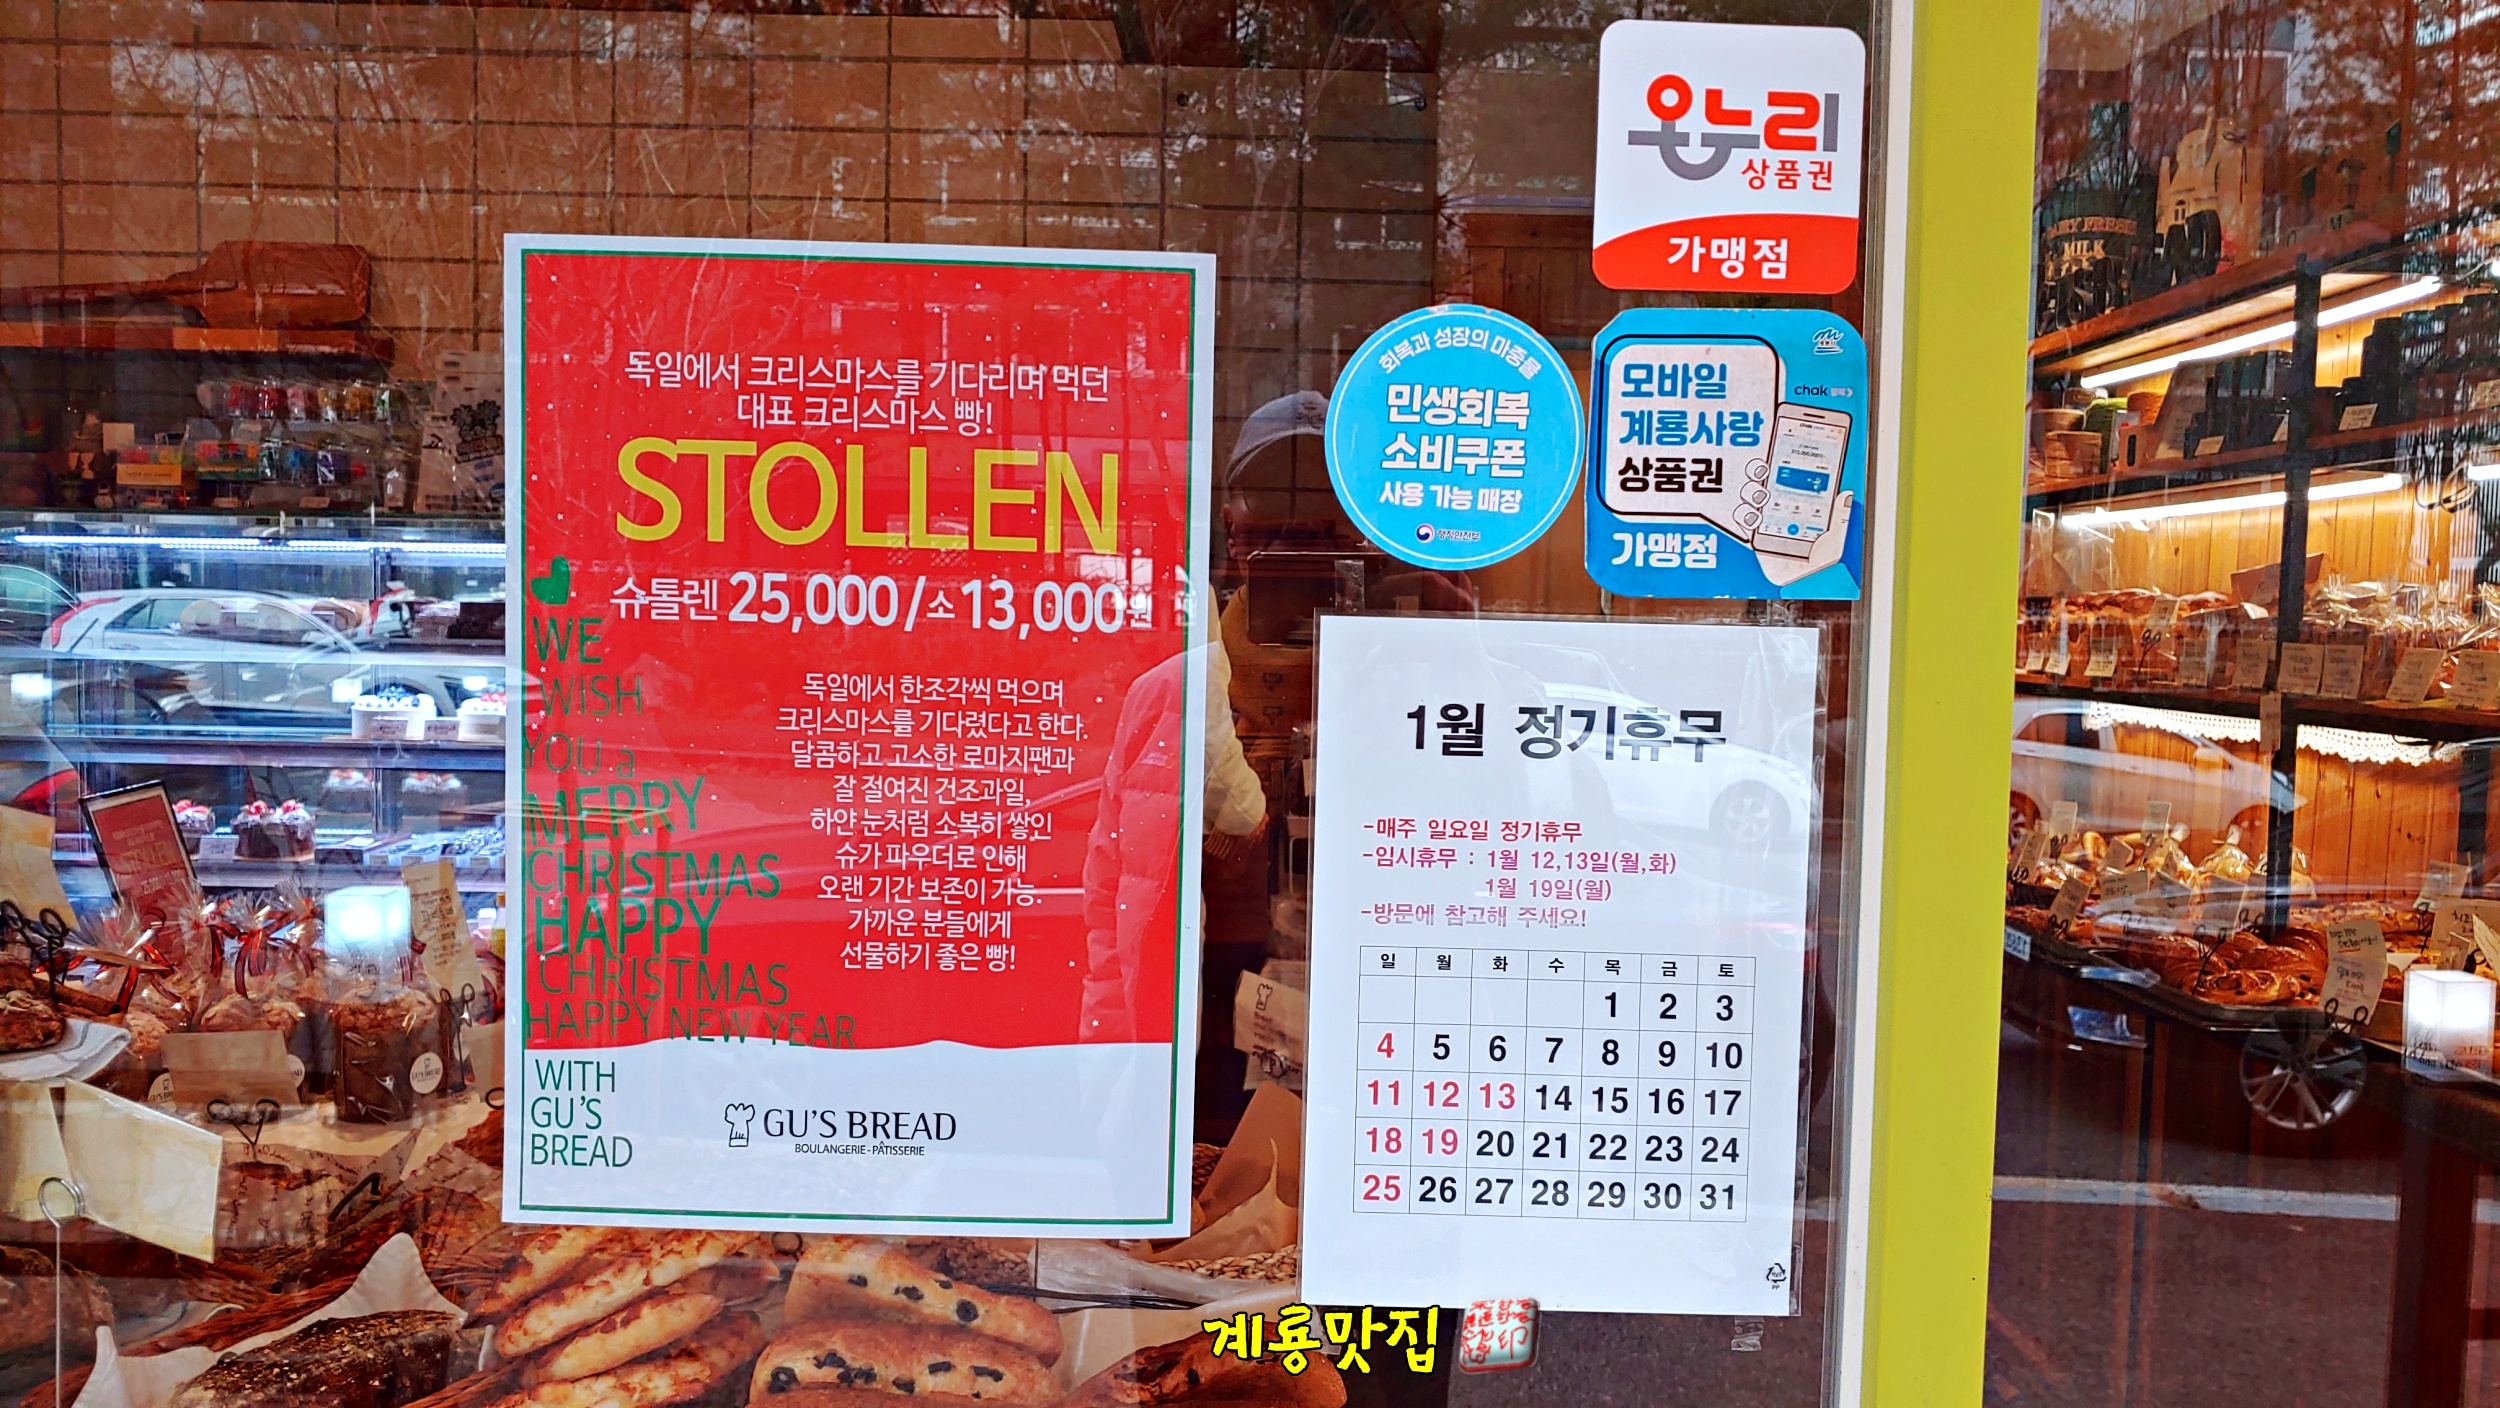 독일에서 크리스마스를 기다리며 먹던
대표 크리스마스 빵!
STOLLEN
슈톨렌 25,000/소 13,000원
독일에서 한조각씩 먹으며
크리스마스를 기다렸다고 한다.
달콤하고 고소한 로마지팬과
잘 절여진 건조과일,
하얀 눈처럼 소복히 쌓인
슈가 파우더로 인해
오랜 기간 보존이 가능.
가까운 분들에게
선물하기 좋은 빵!
WE
WISH
YOU a
MERRY
CHRISTMAS
HAPPY
CHRISTMAS
HAPPY NEW YEAR
WITH
GU'S
BREAD
GU'S BREAD
BOULANGERIE-PÂTISSERIE
온누리
상품권
가맹점
회복과 성장의 마중물
민생회복
소비쿠폰
사용 가능 매장
행정안전부
chak
모바일
계룡사랑
상품권
가맹점
1월 정기휴무
-매주 일요일 정기휴무
-임시휴무 : 1월 12,13일(월,화)
1월 19일(월)
-방문에 참고해 주세요!
일 월 화 수 목 금 토
1 2 3
4 5 6 7 8 9 10
11 12 13 14 15 16 17
18 19 20 21 22 23 24
25 26 27 28 29 30 31
PP
MILK
계룡맛집